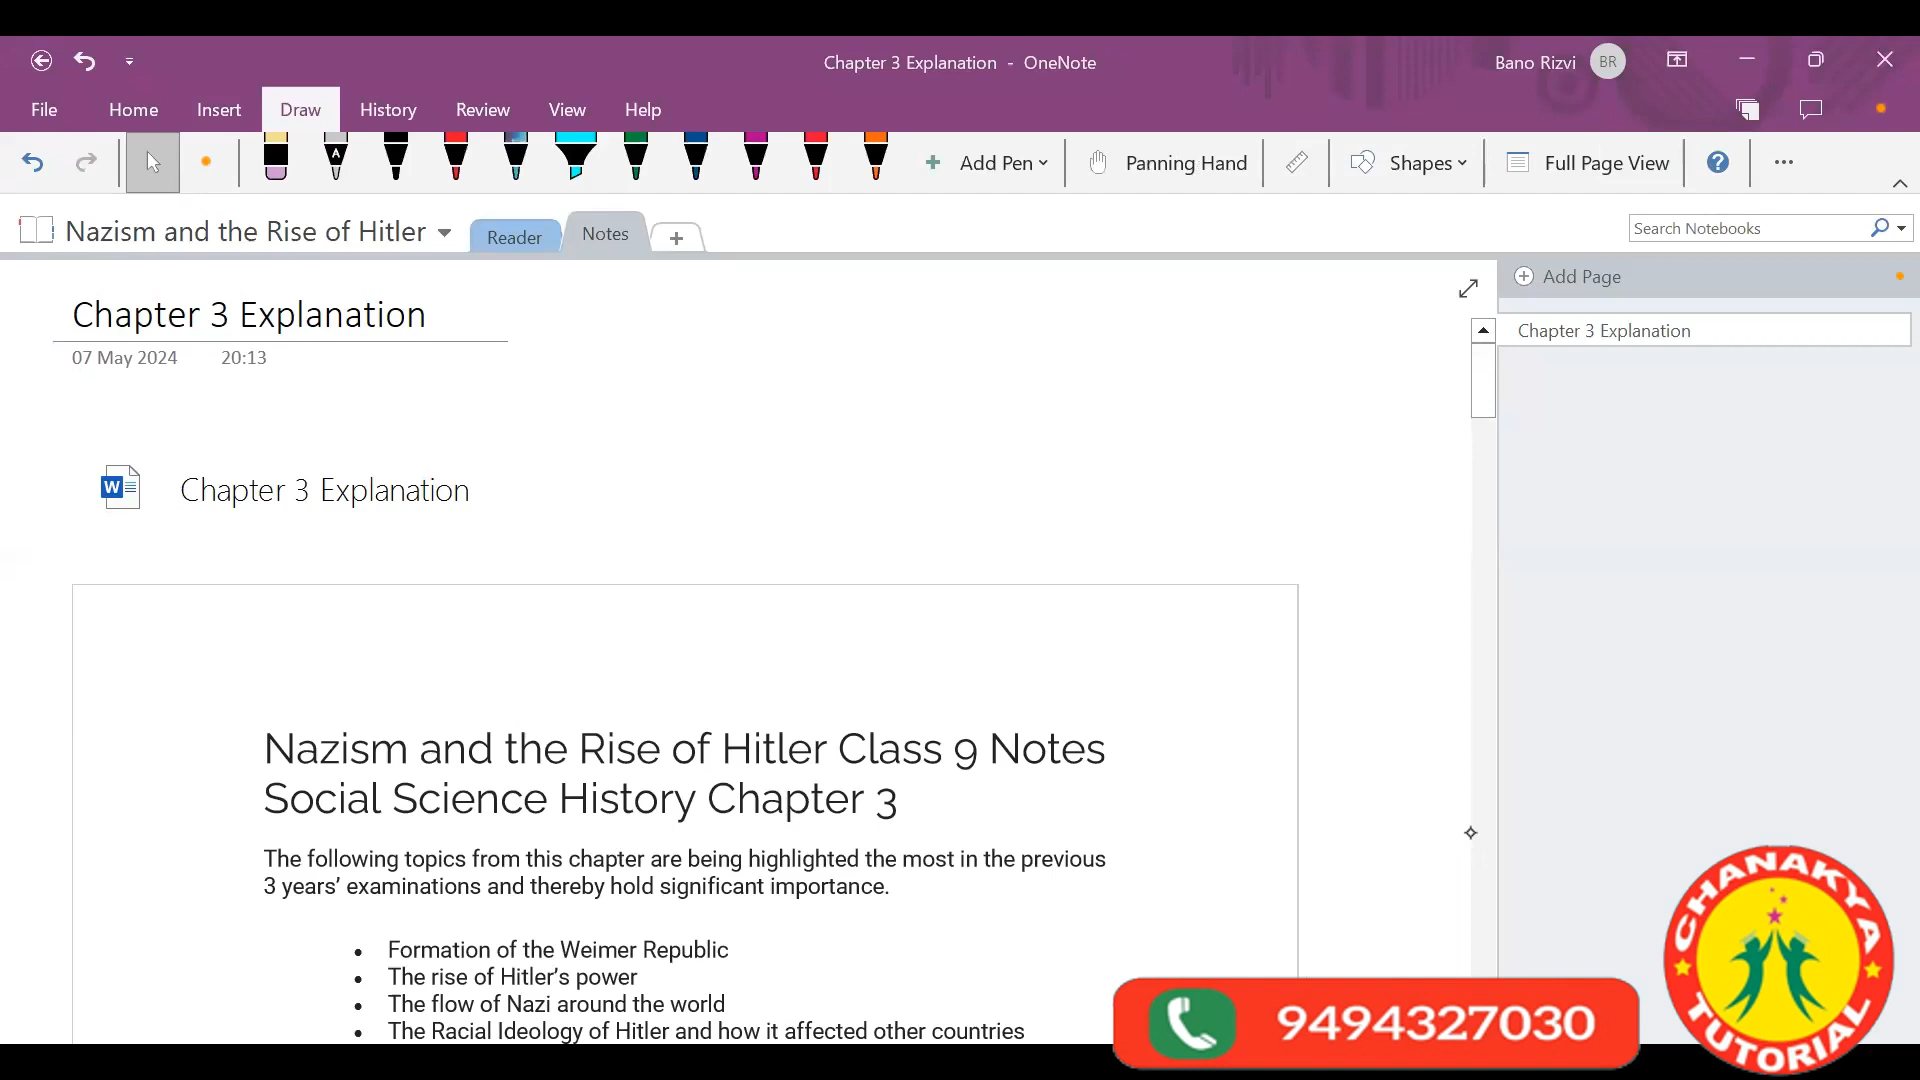 Chapter 3 Explanation - OneNote
Bano Rizvi BR
File Home Insert Draw History Review View Help
A
Add Pen Panning Hand Shapes Full Page View ? ...
Nazism and the Rise of Hitler Reader Notes + Search Notebooks
Add Page
Chapter 3 Explanation
Chapter 3 Explanation
07 May 2024 20:13
W Chapter 3 Explanation
Nazism and the Rise of Hitler Class 9 Notes
Social Science History Chapter 3
The following topics from this chapter are being highlighted the most in the previous
3 years’ examinations and thereby hold significant importance.
• Formation of the Weimer Republic
• The rise of Hitler’s power
• The flow of Nazi around the world
• The Racial Ideology of Hitler and how it affected other countries
9494327030
CHANAKYA
TUTORIAL